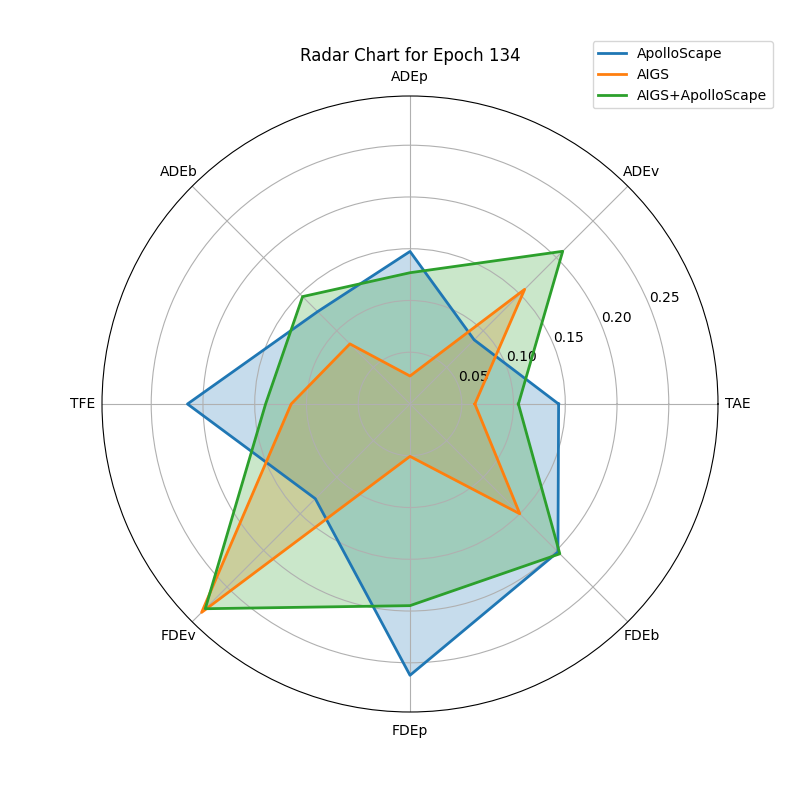 Radar Chart for Epoch 134
ApolloScape
AIGS
AIGS+ApolloScape
ADEp
ADEb
ADEv
0.25
0.20
0.15
0.10
0.05
TFE
TAE
FDEv
FDEb
FDEp